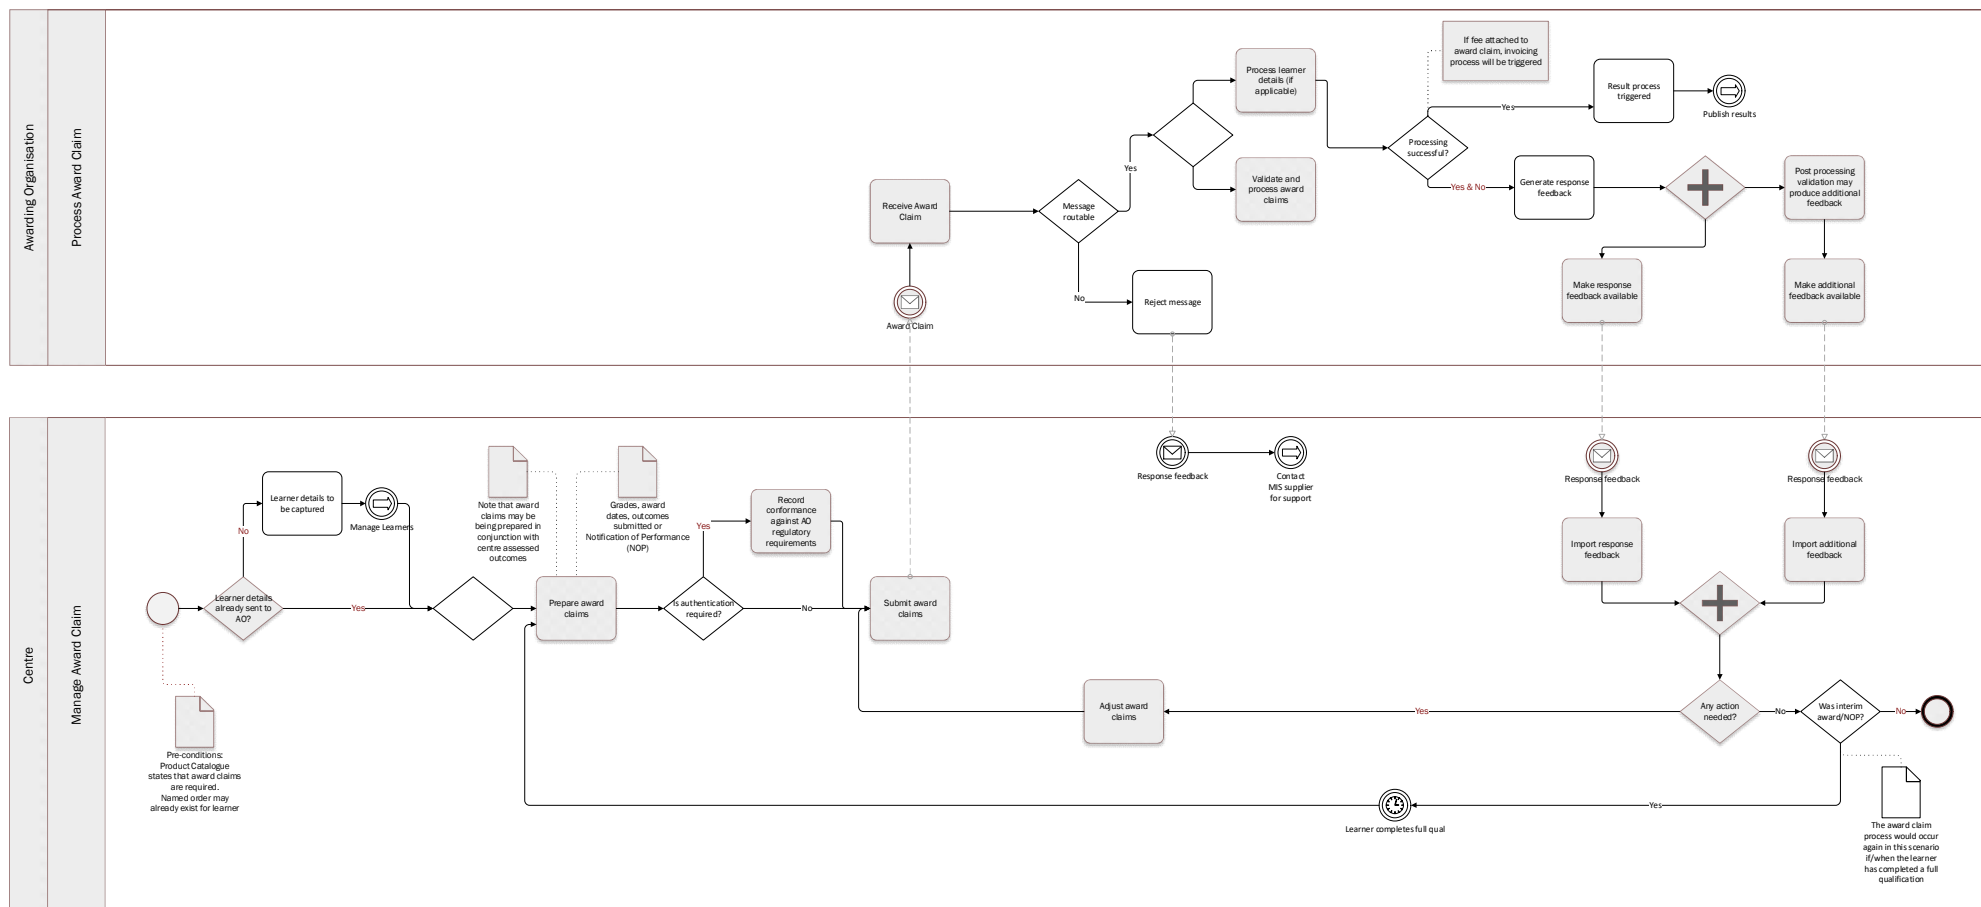 Awarding Organisation
Process Award Claim
If fee attached to
award claim, invoicing
process will be triggered
Process learner
details (if
applicable)
Result process
triggered
Publish results
Yes
Processing
successful?
Yes & No
Generate response
feedback
Post processing
validation may
produce additional
feedback
Validate and
process award
claims
Yes
Receive Award
Claim
Message
routable
No
Reject message
Make response
feedback available
Make additional
feedback available
Award Claim
Centre
Manage Award Claim
Learner details to
be captured
Manage Learners
No
Learner details
already sent to
AO?
Yes
Note that award
claims may be
being prepared in
conjunction with
centre assessed
outcomes
Grades, award
dates, outcomes
submitted or
Notification of Performance
(NOP)
Record
conformance
against AO
regulatory
requirements
Yes
Prepare award
claims
Is authentication
required?
No
Submit award
claims
Response feedback
Contact
MIS supplier
for support
Response feedback
Response feedback
Import response
feedback
Import additional
feedback
Adjust award
claims
Yes
Any action
needed?
No
Was interim
award/NOP?
No
Pre-conditions:
Product Catalogue
states that award claims
are required.
Named order may
already exist for learner
Learner completes full qual
Yes
The award claim
process would occur
again in this scenario
if/when the learner
has completed a full
qualification